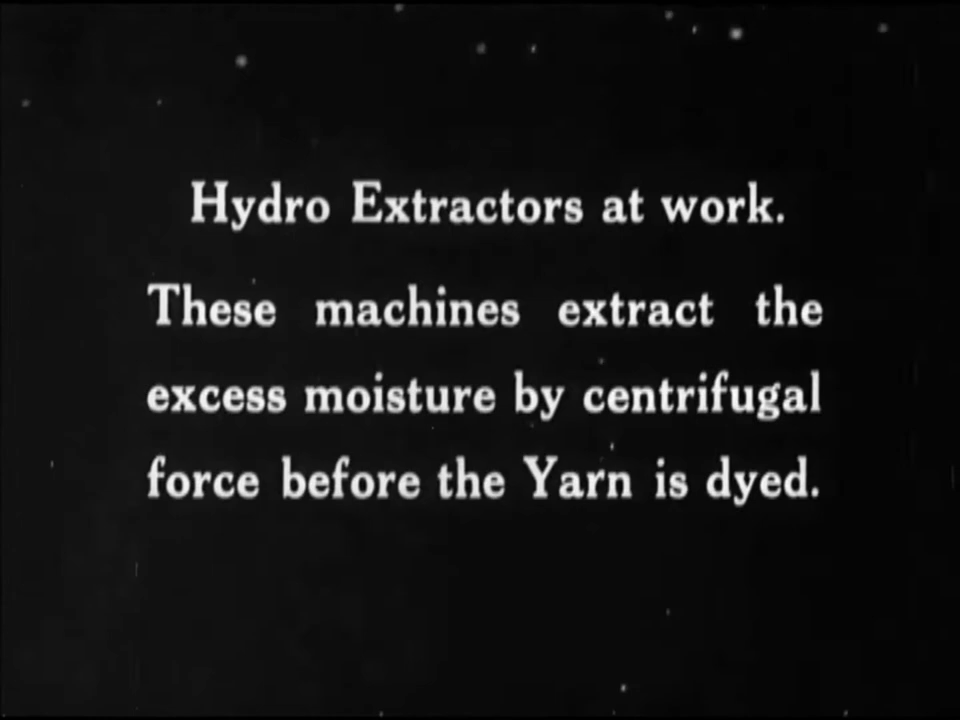 Hydro Extractors at work.
These machines extract the
excess moisture by centrifugal
force before the Yarn is dyed.